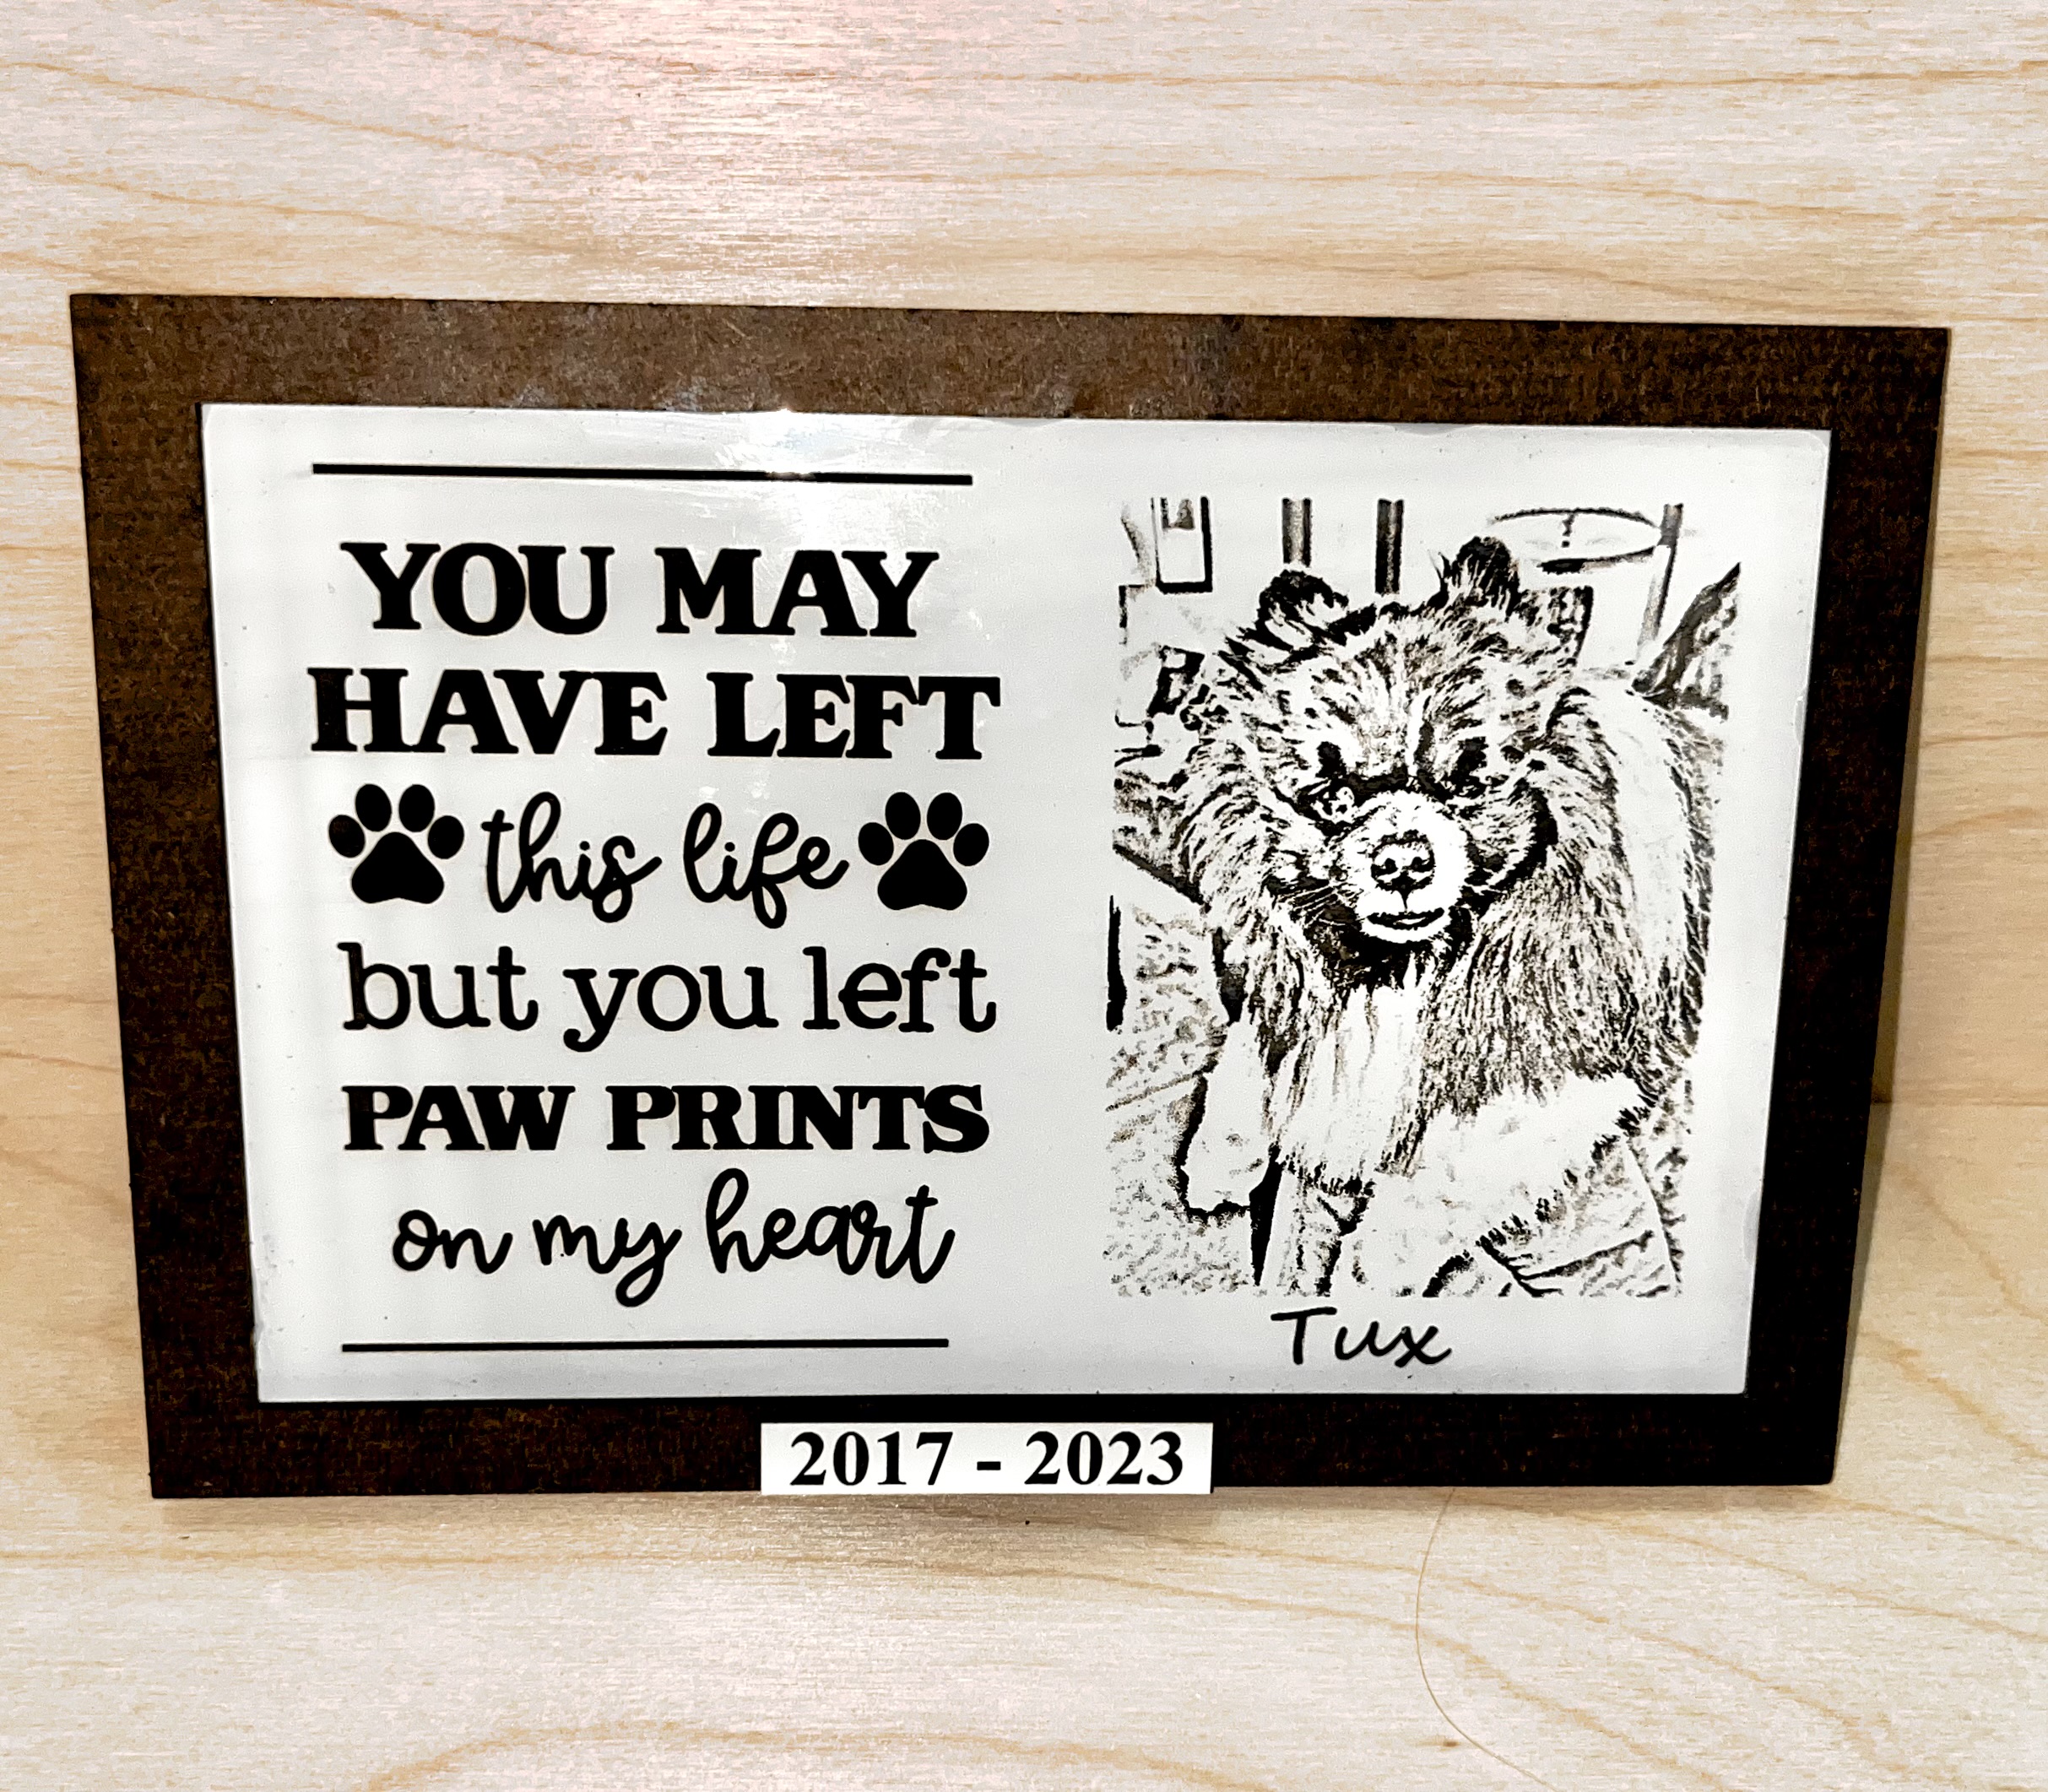 YOU MAY
HAVE LEFT
this life
but you left
PAW PRINTS
on my heart
Tux
2017 - 2023